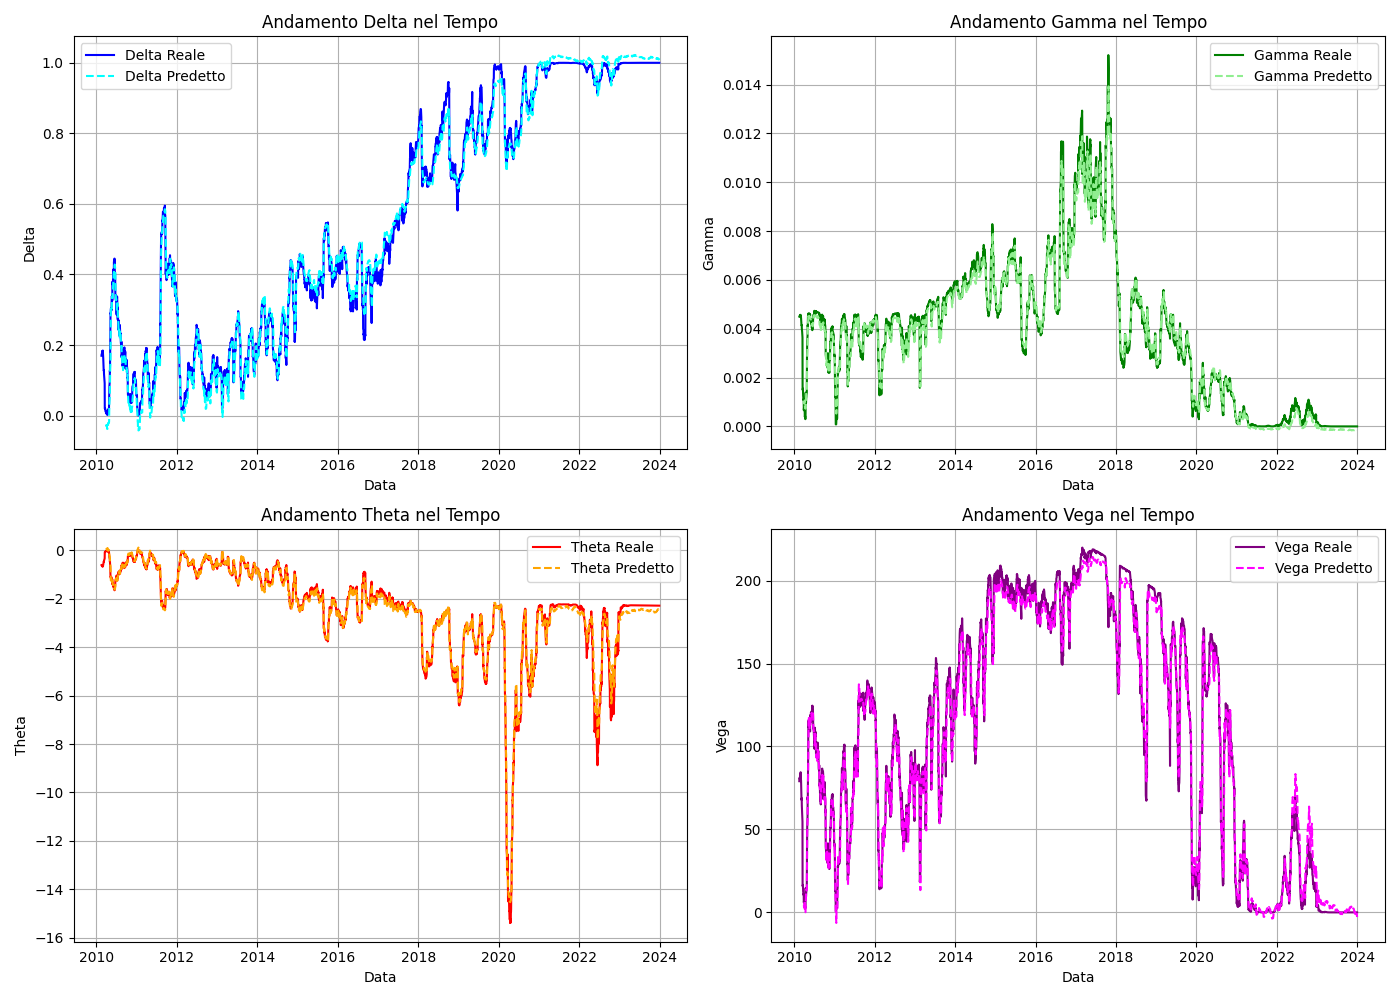 Andamento Delta nel Tempo
Delta Reale
Delta Predetto
Delta
1.0
0.8
0.6
0.4
0.2
0.0
2010 2012 2014 2016 2018 2020 2022 2024
Data
Andamento Gamma nel Tempo
Gamma Reale
Gamma Predetto
Gamma
0.014
0.012
0.010
0.008
0.006
0.004
0.002
0.000
2010 2012 2014 2016 2018 2020 2022 2024
Data
Andamento Theta nel Tempo
Theta Reale
Theta Predetto
Theta
0
−2
−4
−6
−8
−10
−12
−14
−16
2010 2012 2014 2016 2018 2020 2022 2024
Data
Andamento Vega nel Tempo
Vega Reale
Vega Predetto
Vega
200
150
100
50
0
2010 2012 2014 2016 2018 2020 2022 2024
Data